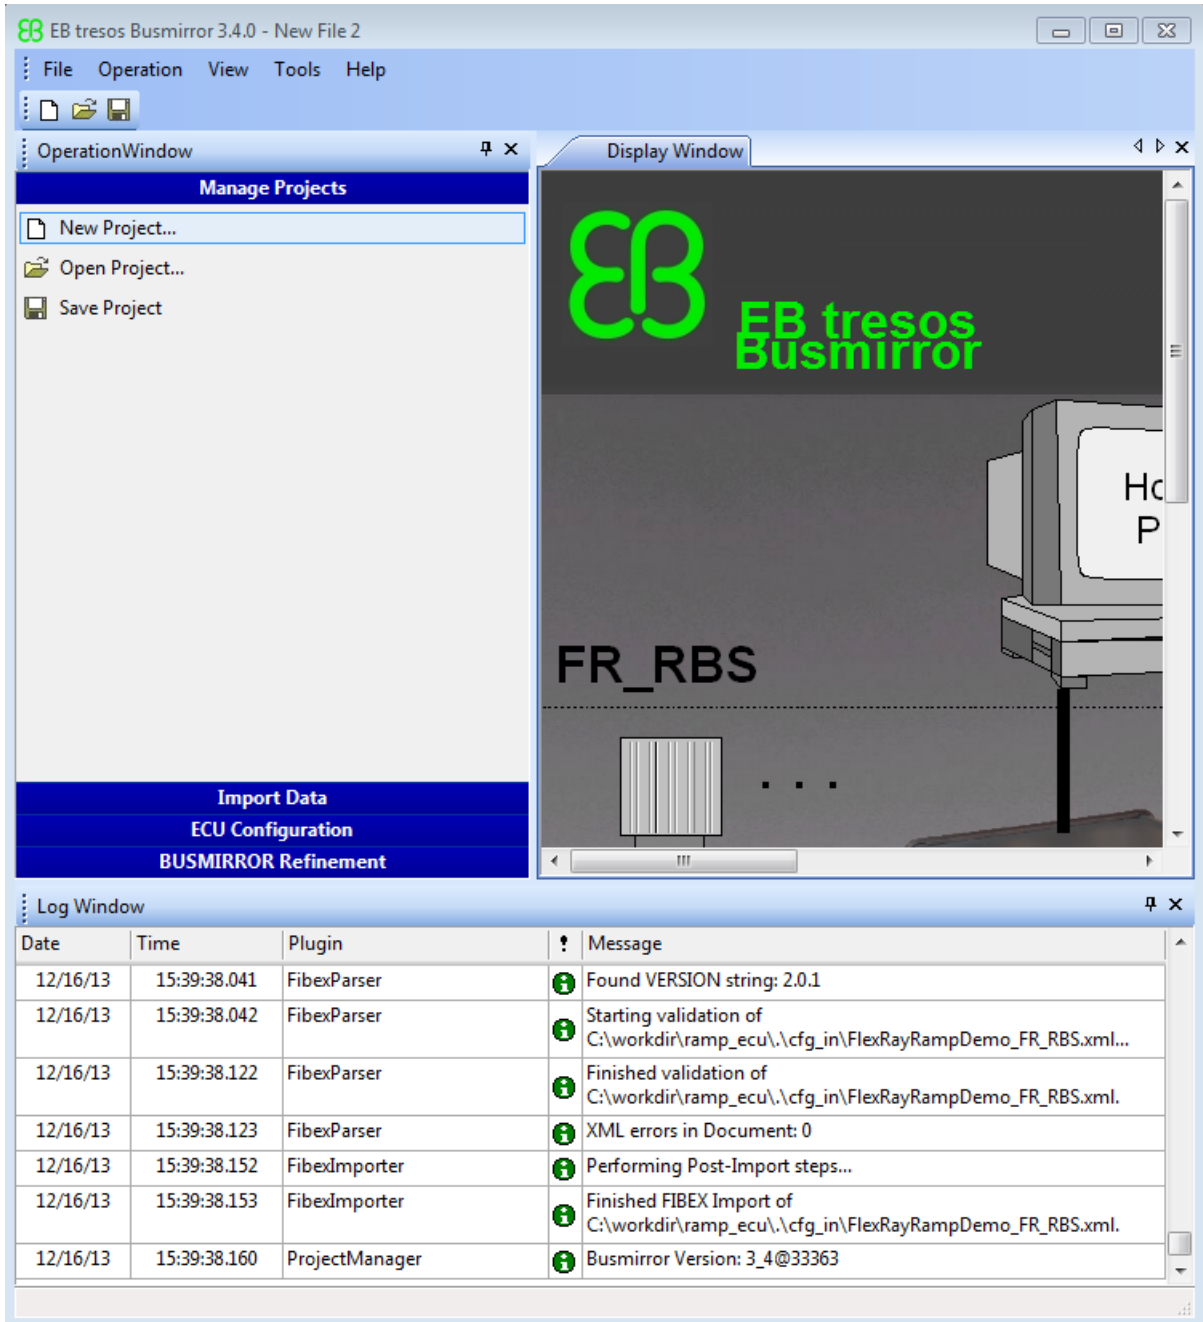 EB tresos Busmirror 3.4.0 - New File 2
File Operation View Tools Help
OperationWindow
Display Window
Manage Projects
New Project...
Open Project...
Save Project
EB tresos
Busmirror
FR_RBS
. . .
Import Data
ECU Configuration
BUSMIRROR Refinement
Log Window
Date Time Plugin ! Message
12/16/13 15:39:38.041 FibexParser Found VERSION string: 2.0.1
12/16/13 15:39:38.042 FibexParser Starting validation of
C:\workdir\ramp_ecu\.\cfg_in\FlexRayRampDemo_FR_RBS.xml...
12/16/13 15:39:38.122 FibexParser Finished validation of
C:\workdir\ramp_ecu\.\cfg_in\FlexRayRampDemo_FR_RBS.xml.
12/16/13 15:39:38.123 FibexParser XML errors in Document: 0
12/16/13 15:39:38.152 FibexImporter Performing Post-Import steps...
12/16/13 15:39:38.153 FibexImporter Finished FIBEX Import of
C:\workdir\ramp_ecu\.\cfg_in\FlexRayRampDemo_FR_RBS.xml.
12/16/13 15:39:38.160 ProjectManager Busmirror Version: 3_4@33363